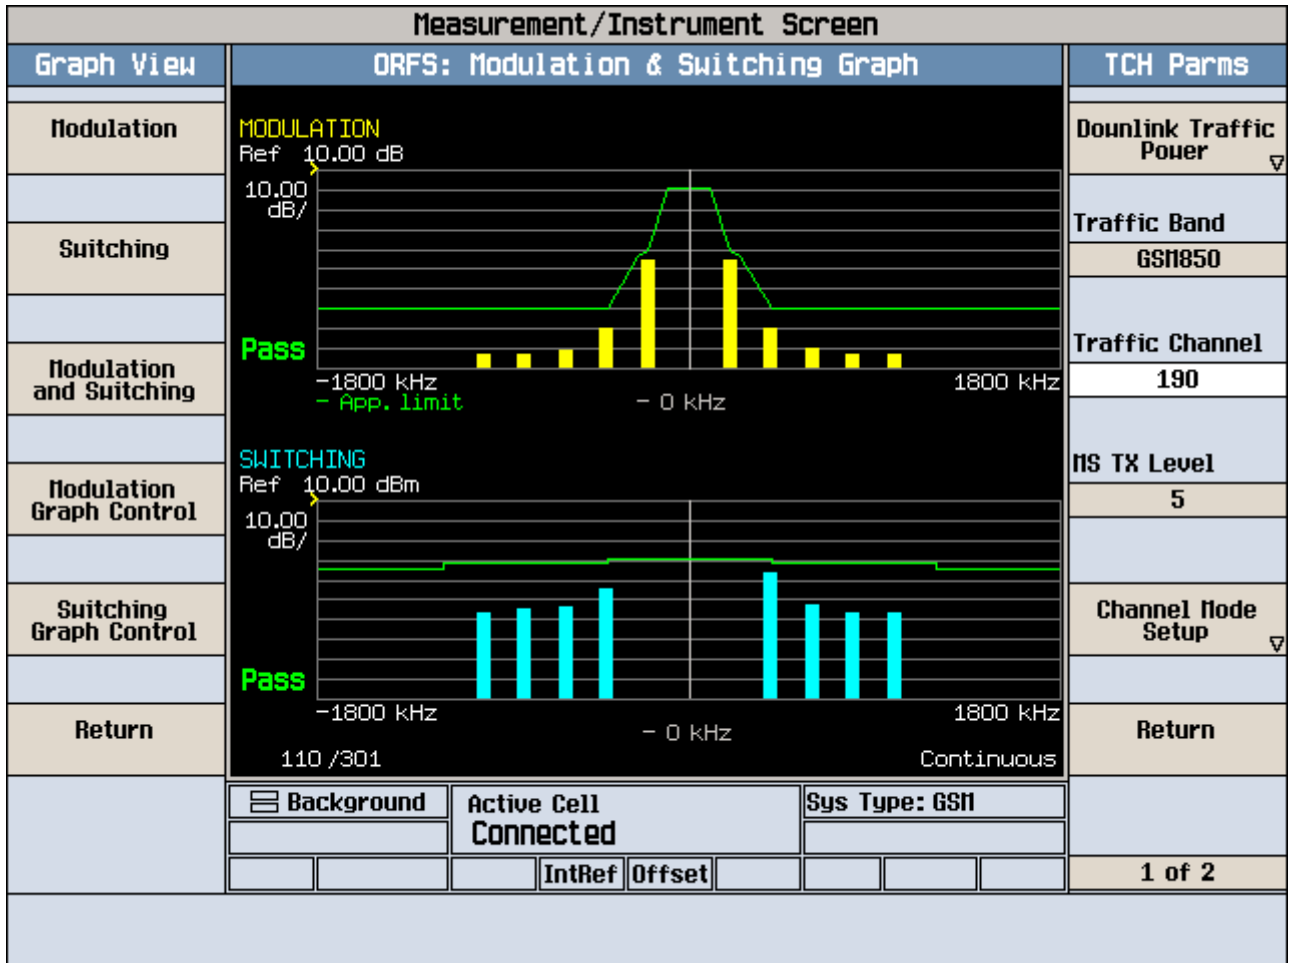 Measurement/Instrument Screen
Graph View
ORFS: Modulation & Switching Graph
TCH Parms
Modulation
Switching
Modulation
and Switching
Modulation
Graph Control
Switching
Graph Control
Return
MODULATION
Ref 10.00 dB
10.00
dB/
Pass
-1800 kHz
1800 kHz
- App. limit
- 0 kHz
SWITCHING
Ref 10.00 dBm
10.00
dB/
Pass
-1800 kHz
1800 kHz
- 0 kHz
110 /301
Continuous
Downlink Traffic
Power
Traffic Band
GSM850
Traffic Channel
190
MS TX Level
5
Channel Mode
Setup
Return
1 of 2
Background
Active Cell
Connected
Sys Type: GSM
IntRef
Offset